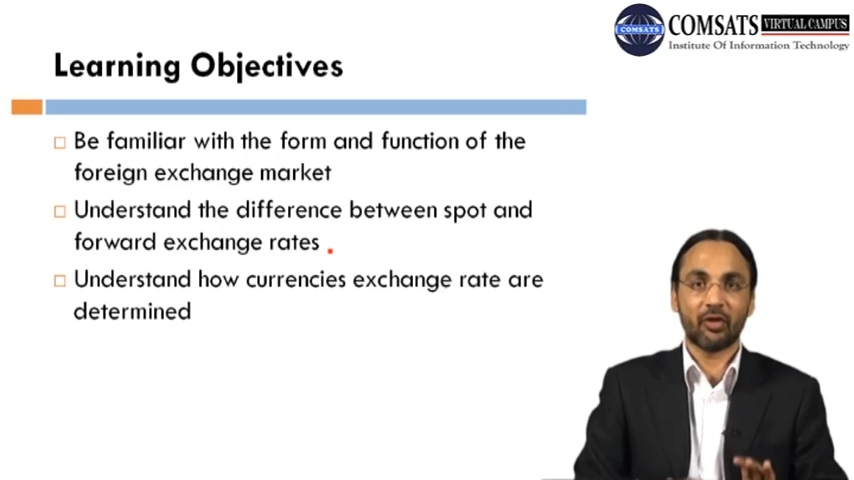 COMSATS VIRTUAL CAMPUS
COMSATS
Institute Of Information Technology
Learning Objectives
Be familiar with the form and function of the
foreign exchange market
Understand the difference between spot and
forward exchange rates
Understand how currencies exchange rate are
determined